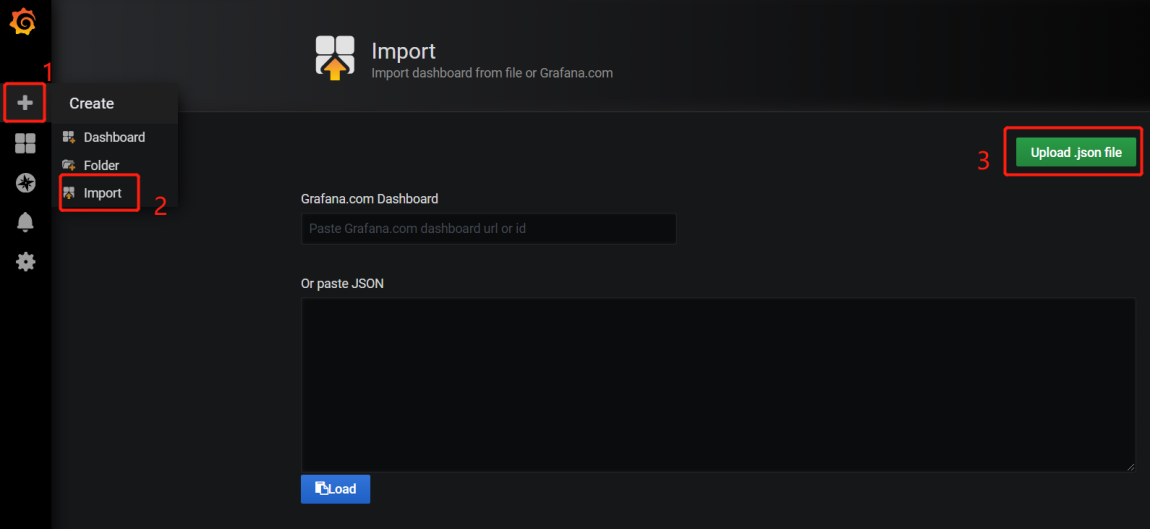 Import
Import dashboard from file or Grafana.com
1
Create
Dashboard
Folder
Import
2
3
Upload .json file
Grafana.com Dashboard
Paste Grafana.com dashboard url or id
Or paste JSON
Load